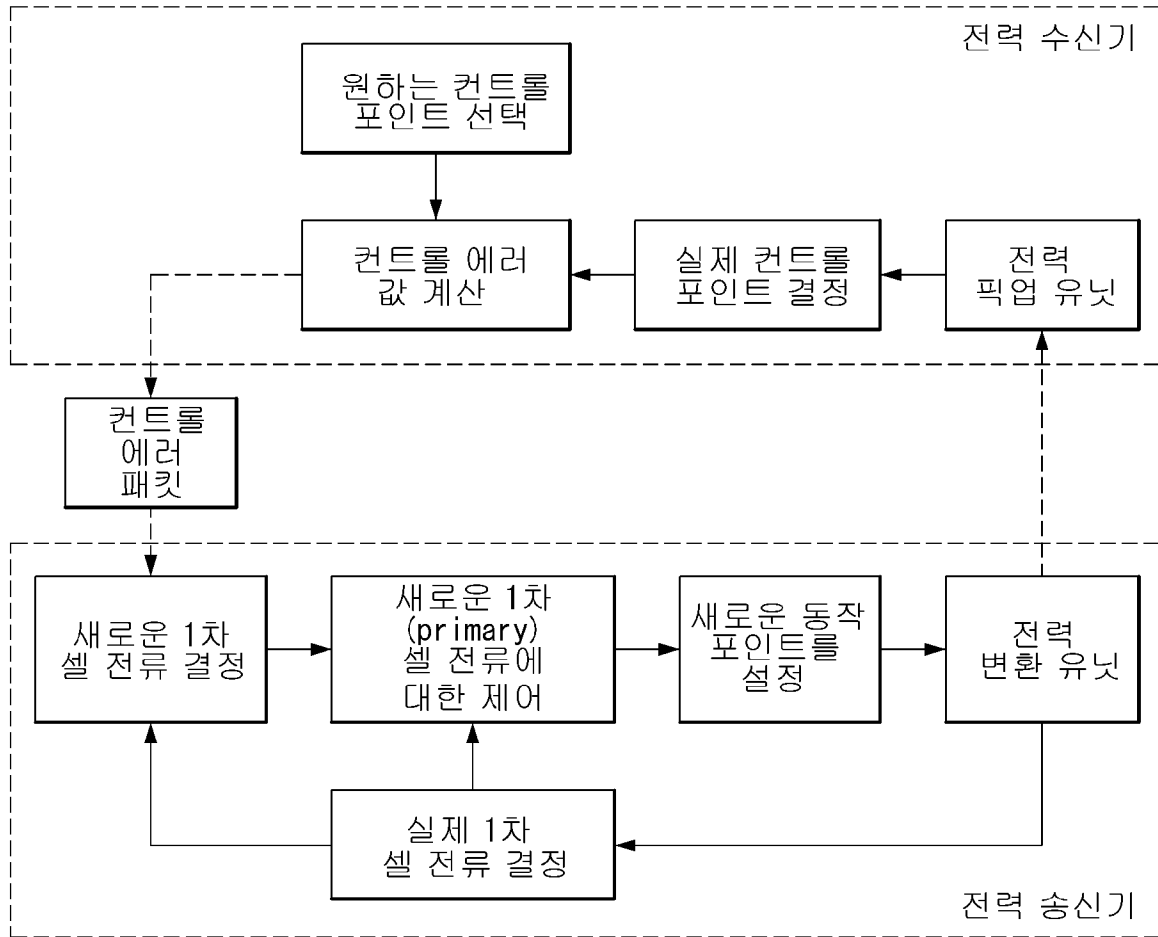 전력 수신기
원하는 컨트롤
포인트 선택
컨트롤 에러
값 계산
실제 컨트롤
포인트 결정
전력
픽업 유닛
컨트롤
에러
패킷
새로운 1차
셀 전류 결정
새로운 1차
(primary)
셀 전류에
대한 제어
새로운 동작
포인트를
설정
전력
변환 유닛
실제 1차
셀 전류 결정
전력 송신기